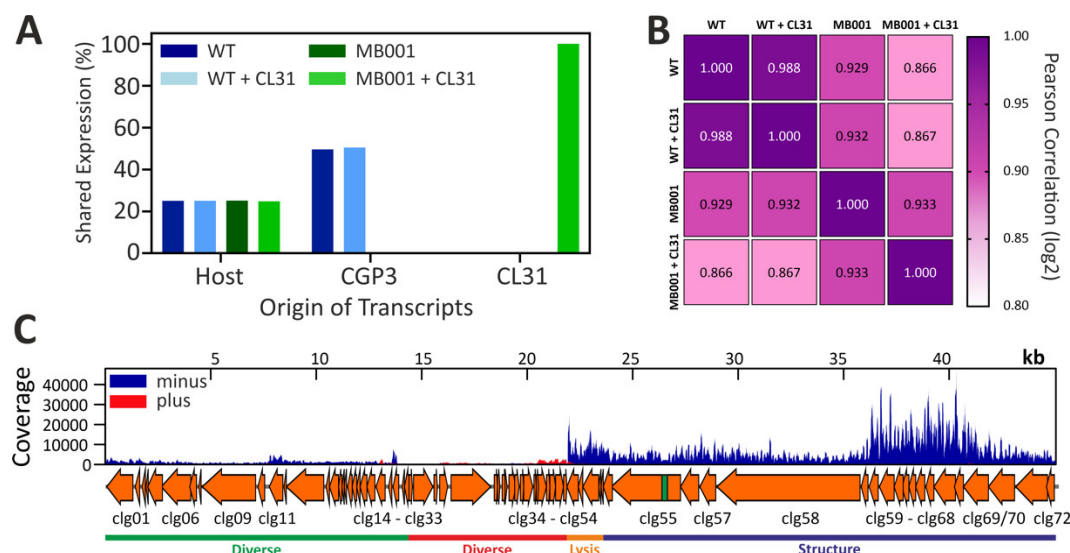 A
Shared Expression (%)
100
80
60
40
20
0
WT
MB001
WT + CL31
MB001 + CL31
Host
CGP3
CL31
Origin of Transcripts
B
WT
WT + CL31
MB001
MB001 + CL31
WT
1.000
0.988
0.929
0.866
WT + CL31
0.988
1.000
0.932
0.867
MB001
0.929
0.932
1.000
0.933
MB001 + CL31
0.866
0.867
0.933
1.000
1.00
0.95
0.90
0.85
0.80
Pearson Correlation (log2)
C
5
10
15
20
25
30
35
40
kb
Coverage
40000
30000
20000
10000
0
minus
plus
clg01
clg06
clg09
clg11
clg14 - clg33
clg34 - clg54
clg55
clg57
clg58
clg59 - clg68
clg69/70
clg72
Diverse
Diverse
Lysis
Structure